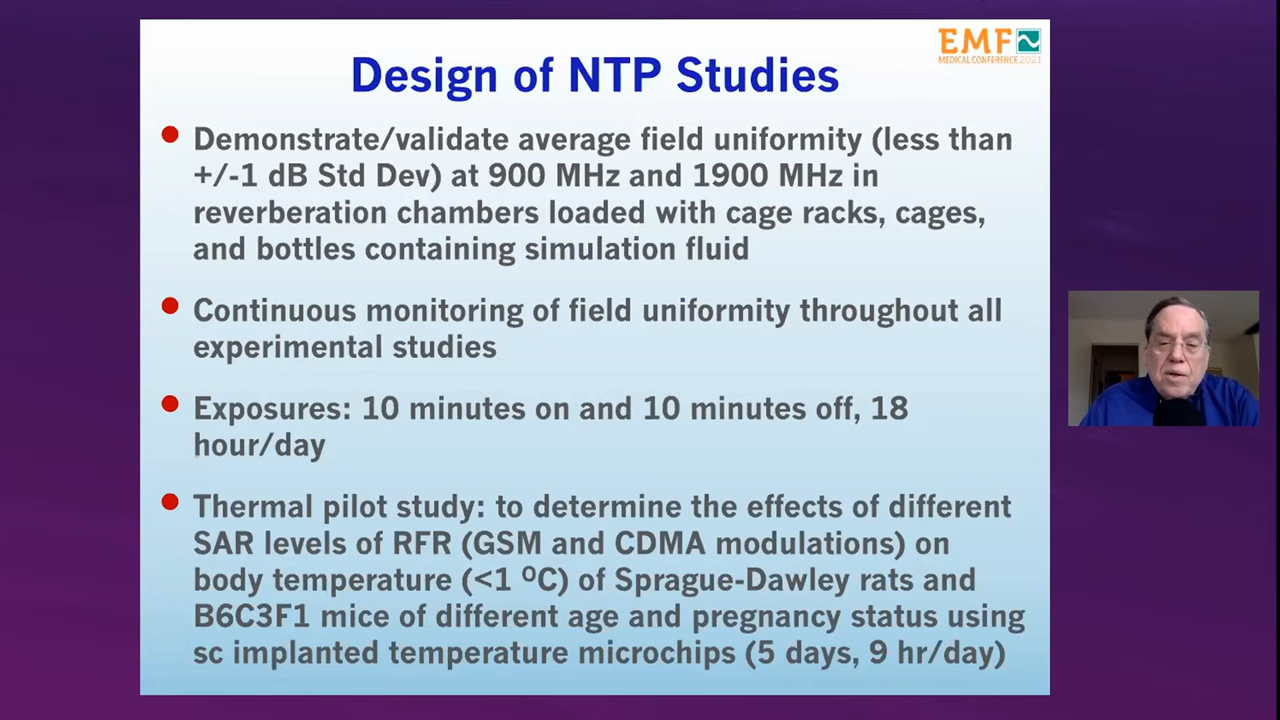 EMF
MEDICAL CONFERENCE 2021
Design of NTP Studies
Demonstrate/validate average field uniformity (less than
+/-1 dB Std Dev) at 900 MHz and 1900 MHz in
reverberation chambers loaded with cage racks, cages,
and bottles containing simulation fluid
Continuous monitoring of field uniformity throughout all
experimental studies
Exposures: 10 minutes on and 10 minutes off, 18
hour/day
Thermal pilot study: to determine the effects of different
SAR levels of RFR (GSM and CDMA modulations) on
body temperature (<1 ºC) of Sprague-Dawley rats and
B6C3F1 mice of different age and pregnancy status using
sc implanted temperature microchips (5 days, 9 hr/day)